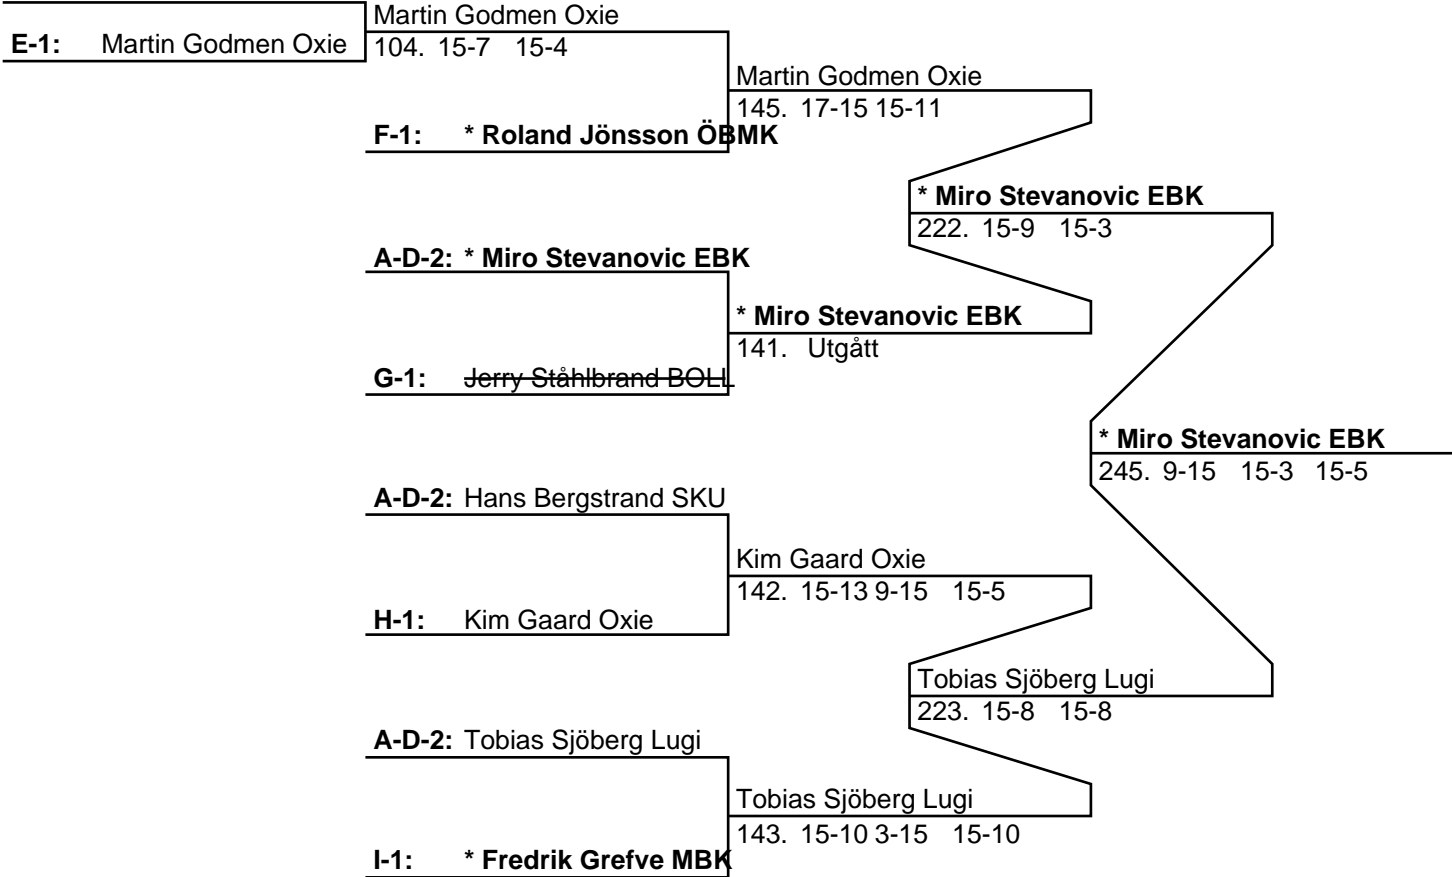 Martin Godmen Oxie
E-1: Martin Godmen Oxie
104. 15-7 15-4
Martin Godmen Oxie
145. 17-15 15-11
F-1: * Roland Jönsson ÖBMK
* Miro Stevanovic EBK
222. 15-9 15-3
A-D-2: * Miro Stevanovic EBK
* Miro Stevanovic EBK
141. Utgått
G-1: Jerry Ståhlbrand BOLL
* Miro Stevanovic EBK
245. 9-15 15-3 15-5
A-D-2: Hans Bergstrand SKU
Kim Gaard Oxie
142. 15-13 9-15 15-5
H-1: Kim Gaard Oxie
Tobias Sjöberg Lugi
223. 15-8 15-8
A-D-2: Tobias Sjöberg Lugi
Tobias Sjöberg Lugi
143. 15-10 3-15 15-10
I-1: * Fredrik Grefve MBK